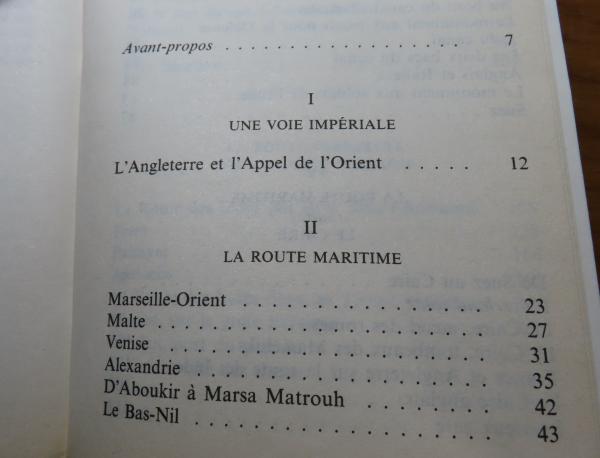 Avant-propos . . . . . . . . . . . . . . . . . . . 7
I
UNE VOIE IMPÉRIALE
L'Angleterre et l'Appel de l'Orient . . . . . 12
II
LA ROUTE MARITIME
Marseille-Orient . . . . . . . . . . . . . . . 23
Malte . . . . . . . . . . . . . . . . . . . . 27
Venise . . . . . . . . . . . . . . . . . . . 31
Alexandrie . . . . . . . . . . . . . . . . . 35
D'Aboukir à Marsa Matrouh . . . . . . . . 42
Le Bas-Nil . . . . . . . . . . . . . . . . . 43